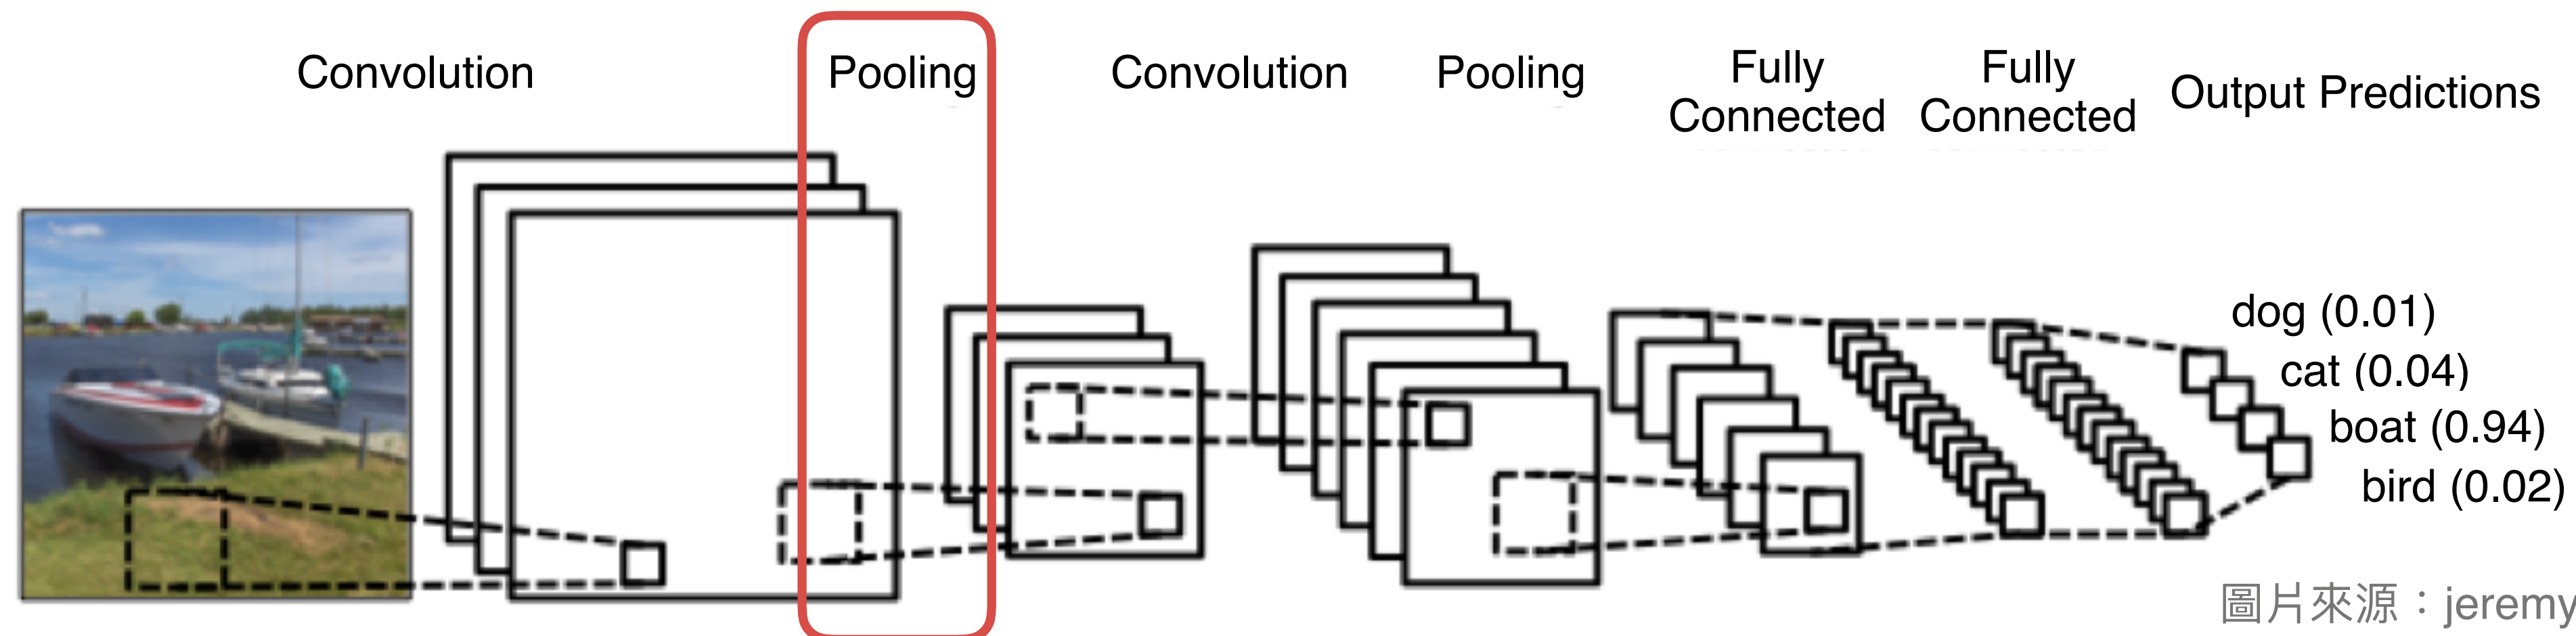 Convolution
Pooling
Convolution
Pooling
Fully
Connected
Fully
Connected
Output Predictions
dog (0.01)
cat (0.04)
boat (0.94)
bird (0.02)
圖片來源：jeremy